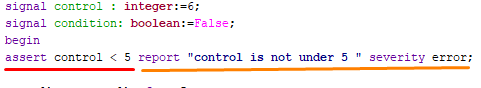 signal control : integer:=6;
signal condition: boolean:=False;
begin
assert control < 5 report "control is not under 5 " severity error;